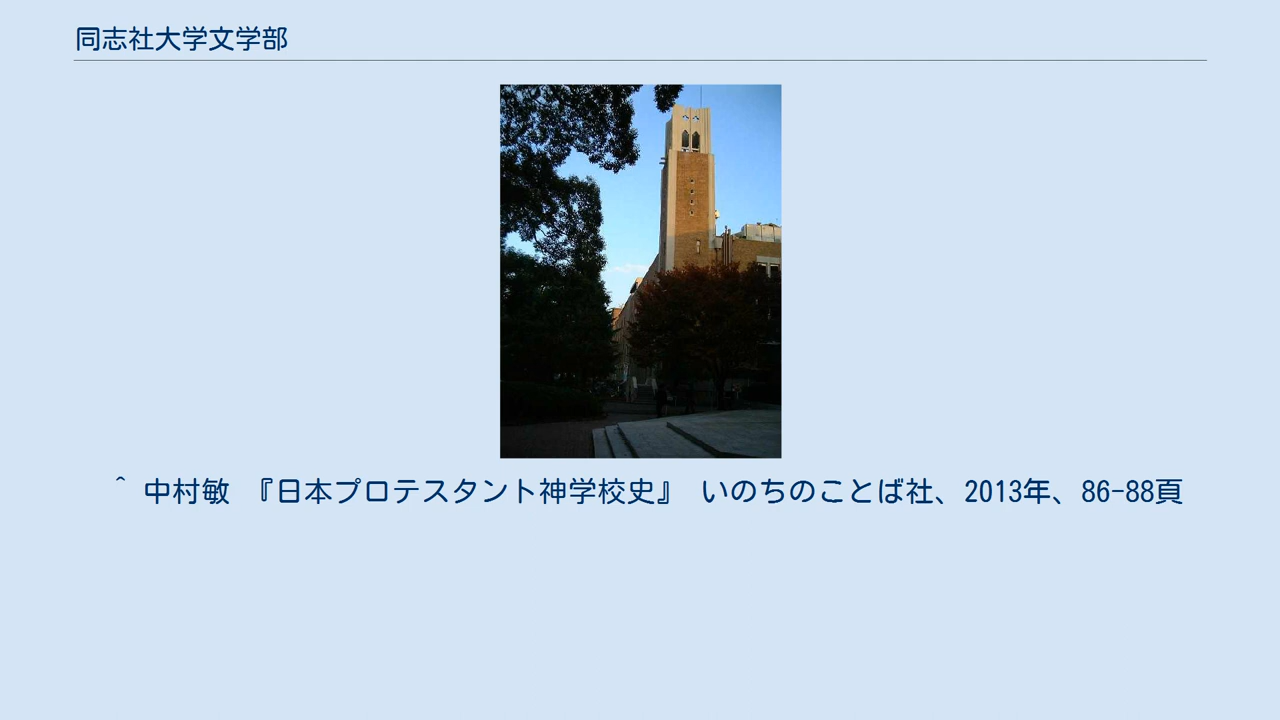 同志社大学文学部
^ 中村敏 『日本プロテスタント神学校史』 いのちのことば社、2013年、86-88頁